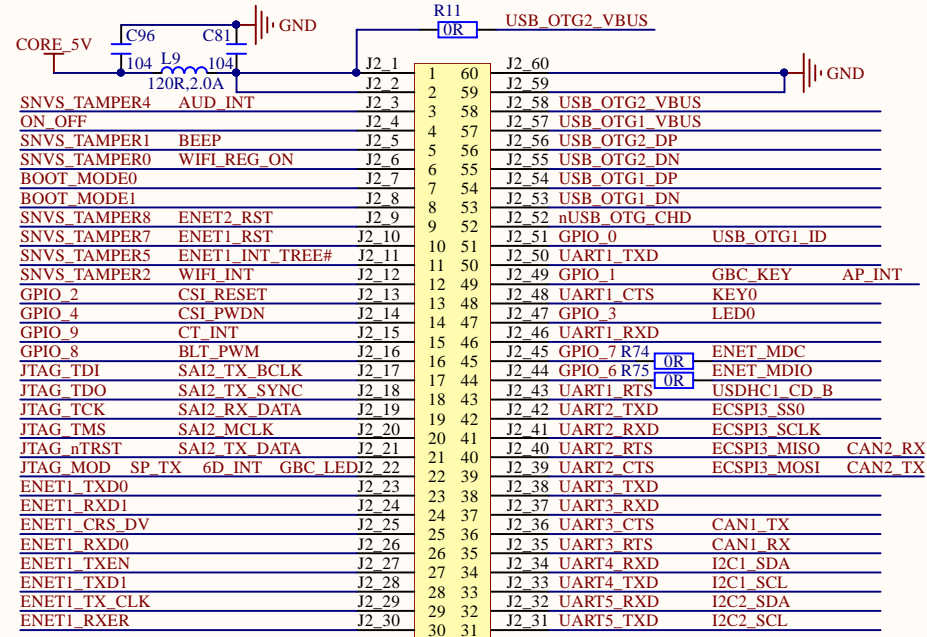 R11 USB_OTG2_VBUS
0R
GND
C96 C81
CORE_5V
104 L9 104
120R,2.0A
GND
J2_1 1 60 J2_60
J2_2 2 59 J2_59
SNVS_TAMPER4 AUD_INT J2_3 3 58 J2_58 USB_OTG2_VBUS
ON_OFF J2_4 4 57 J2_57 USB_OTG1_VBUS
SNVS_TAMPER1 BEEP J2_5 5 56 J2_56 USB_OTG2_DP
SNVS_TAMPER0 WIFI_REG_ON J2_6 6 55 J2_55 USB_OTG2_DN
BOOT_MODE0 J2_7 7 54 J2_54 USB_OTG1_DP
BOOT_MODE1 J2_8 8 53 J2_53 USB_OTG1_DN
SNVS_TAMPER8 ENET2_RST J2_9 9 52 J2_52 nUSB_OTG_CHD
SNVS_TAMPER7 ENET1_RST J2_10 10 51 J2_51 GPIO_0 USB_OTG1_ID
SNVS_TAMPER5 ENET1_INT_TREE# J2_11 11 50 J2_50 UART1_TXD
SNVS_TAMPER2 WIFI_INT J2_12 12 49 J2_49 GPIO_1 GBC_KEY AP_INT
GPIO_2 CSI_RESET J2_13 13 48 J2_48 UART1_CTS KEY0
GPIO_4 CSI_PWDN J2_14 14 47 J2_47 GPIO_3 LED0
GPIO_9 CT_INT J2_15 15 46 J2_46 UART1_RXD
GPIO_8 BLT_PWM J2_16 16 45 J2_45 GPIO_7 R74 0R ENET_MDC
JTAG_TDI SAI2_TX_BCLK J2_17 17 44 J2_44 GPIO_6 R75 0R ENET_MDIO
JTAG_TDO SAI2_TX_SYNC J2_18 18 43 J2_43 UART1_RTS USDHC1_CD_B
JTAG_TCK SAI2_RX_DATA J2_19 19 42 J2_42 UART2_TXD ECSPI3_SS0
JTAG_TMS SAI2_MCLK J2_20 20 41 J2_41 UART2_RXD ECSPI3_SCLK
JTAG_nTRST SAI2_TX_DATA J2_21 21 40 J2_40 UART2_RTS ECSPI3_MISO CAN2_RX
JTAG_MOD SP_TX 6D_INT GBC_LED J2_22 22 39 J2_39 UART2_CTS ECSPI3_MOSI CAN2_TX
ENET1_TXD0 J2_23 23 38 J2_38 UART3_TXD
ENET1_RXD1 J2_24 24 37 J2_37 UART3_RXD
ENET1_CRS_DV J2_25 25 36 J2_36 UART3_CTS CAN1_TX
ENET1_RXD0 J2_26 26 35 J2_35 UART3_RTS CAN1_RX
ENET1_TXEN J2_27 27 34 J2_34 UART4_RXD I2C1_SDA
ENET1_TXD1 J2_28 28 33 J2_33 UART4_TXD I2C1_SCL
ENET1_TX_CLK J2_29 29 32 J2_32 UART5_RXD I2C2_SDA
ENET1_RXER J2_30 30 31 J2_31 UART5_TXD I2C2_SCL